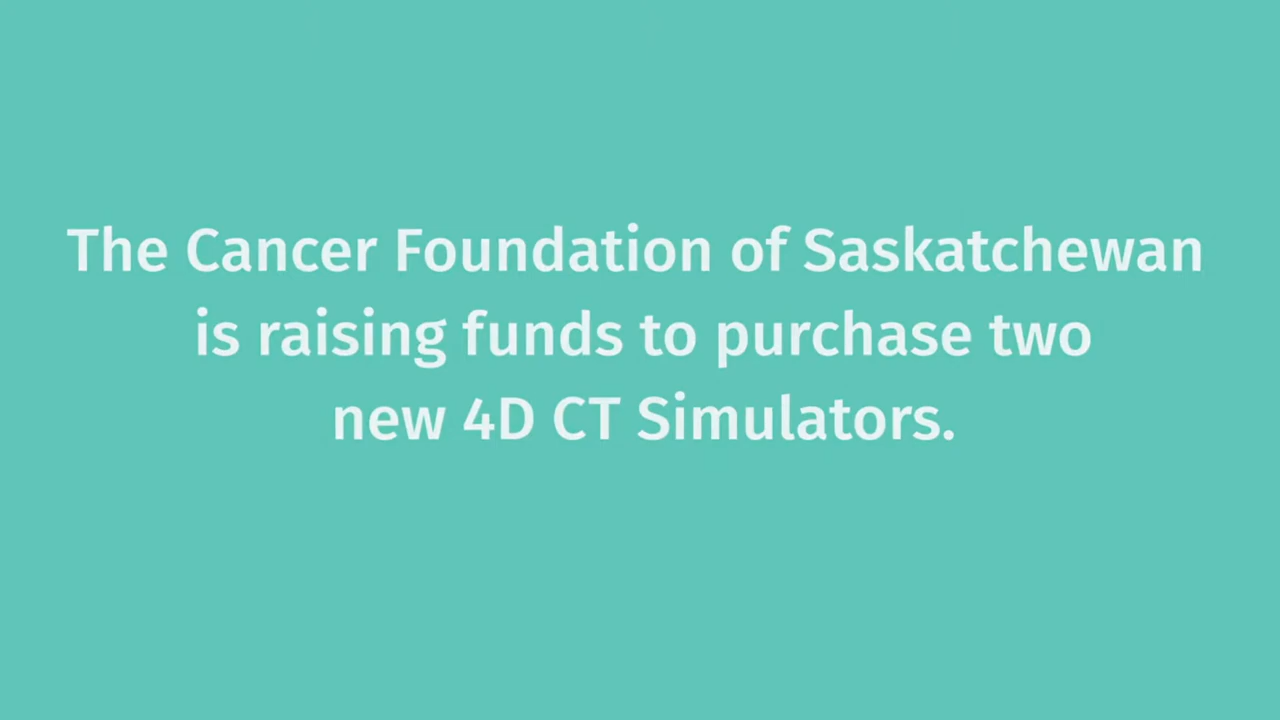 The Cancer Foundation of Saskatchewan
is raising funds to purchase two
new 4D CT Simulators.